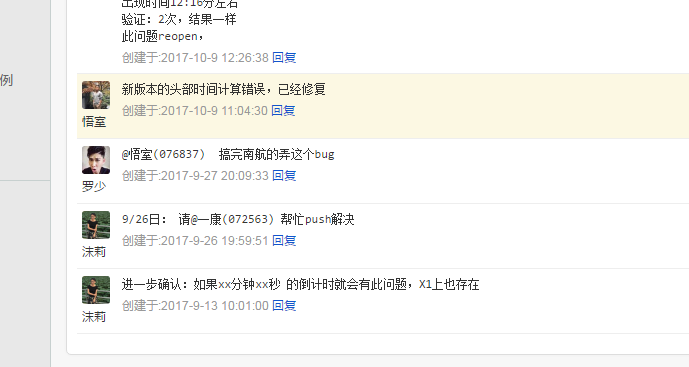 出现时间12:16分左右
验证：2次，结果一样
此问题reopen，
创建于:2017-10-9 12:26:38 回复
例
新版本的头部时间计算错误，已经修复
创建于:2017-10-9 11:04:30 回复
悟室
@悟室(076837) 搞完南航的弄这个bug
创建于:2017-9-27 20:09:33 回复
罗少
9/26日： 请@一康(072563) 帮忙push解决
创建于:2017-9-26 19:59:51 回复
沫莉
进一步确认：如果xx分钟xx秒 的倒计时就会有此问题，X1上也存在
创建于:2017-9-13 10:01:00 回复
沫莉